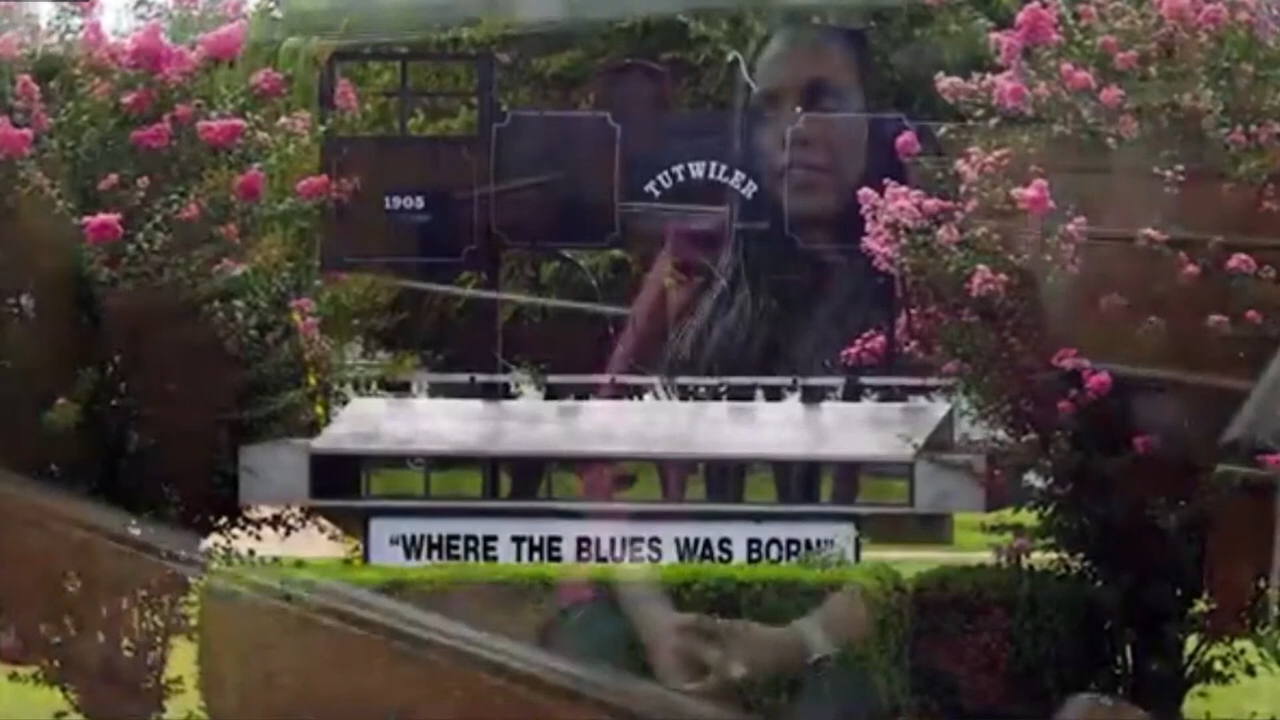 1905
TUTWILER
"WHERE THE BLUES WAS BORN"